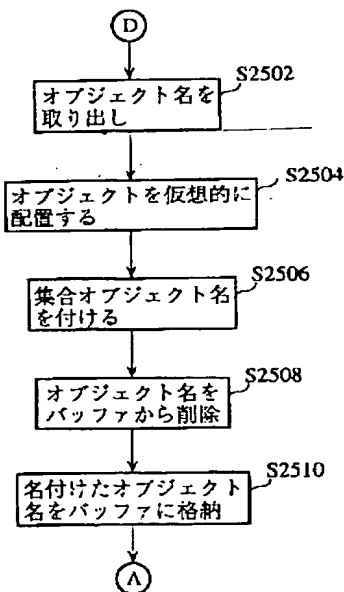 D
S2502
オブジェクト名を
取り出し
S2504
オブジェクトを仮想的に
配置する
S2506
集合オブジェクト名
を付ける
S2508
オブジェクト名を
バッファから削除
S2510
名付けたオブジェクト
名をバッファに格納
A